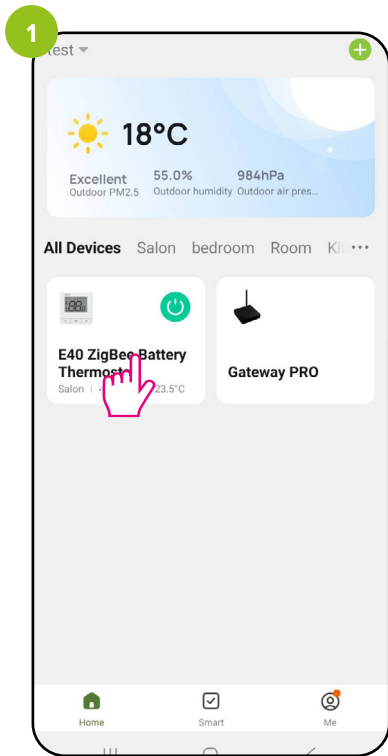 1
test
18°C
Excellent 55.0% 984hPa
Outdoor PM2.5 Outdoor humidity Outdoor air pres...
All Devices Salon bedroom Room
E40 ZigBee Battery
Thermost
Salon 23.5°C
Gateway PRO
Home Smart Me